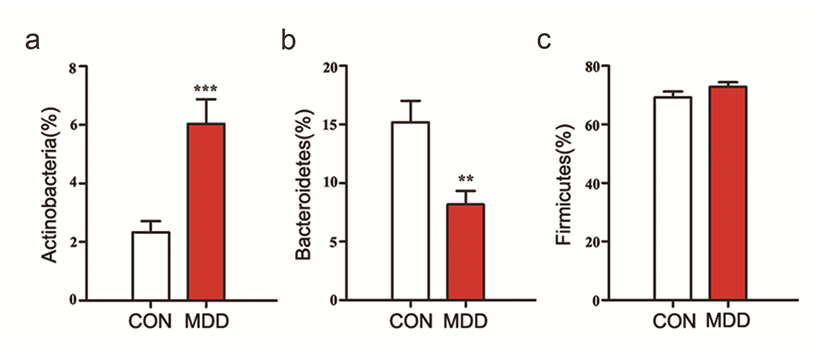 a
b
c
Actinobacteria(%)
8
6
4
2
0
***
CON MDD
Bacteroidetes(%)
20
15
10
5
0
**
CON MDD
Firmicutes(%)
80
60
40
20
0
CON MDD